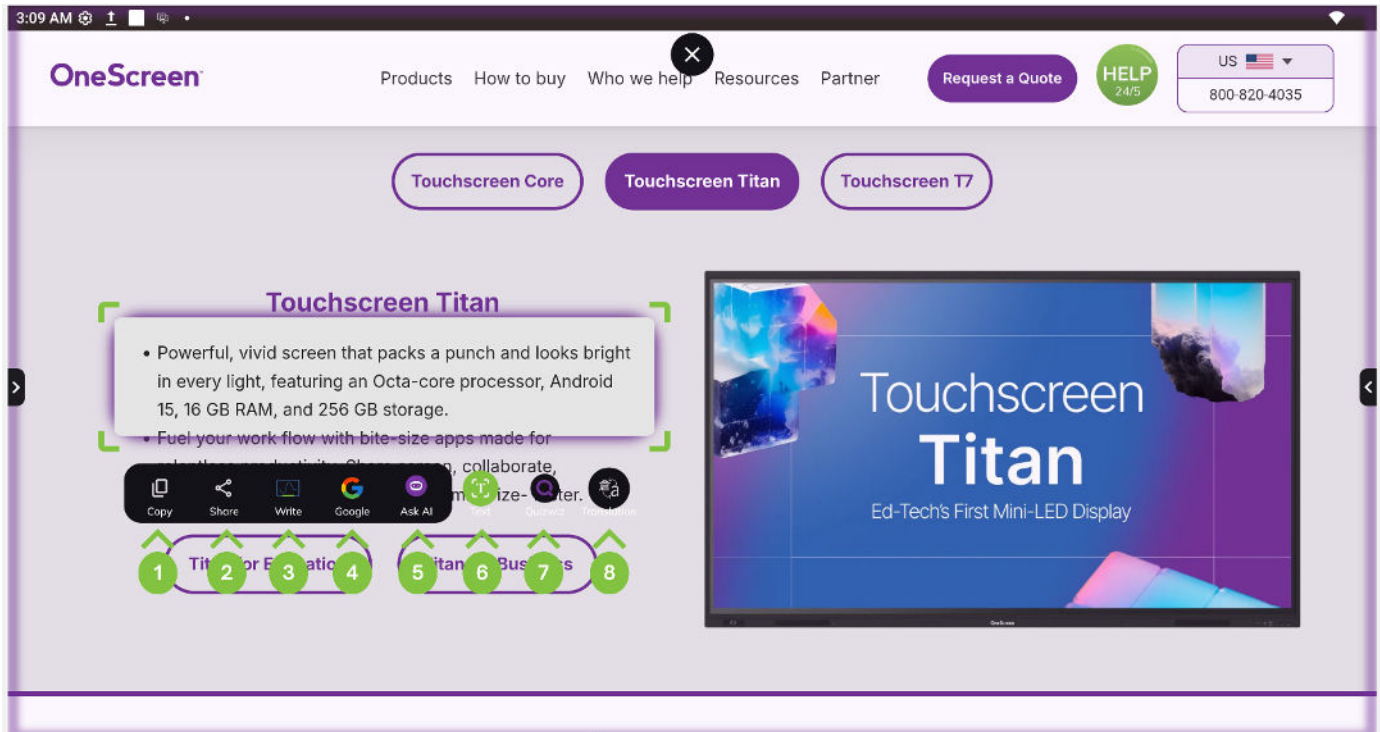 3:09 AM
OneScreen
Products How to buy Who we help Resources Partner
Request a Quote
HELP
24/5
US
800-820-4035
Touchscreen Core
Touchscreen Titan
Touchscreen T7
Touchscreen Titan
• Powerful, vivid screen that packs a punch and looks bright
in every light, featuring an Octa-core processor, Android
15, 16 GB RAM, and 256 GB storage.
• Fuel your work flow with bite-size apps made for
collaborate,
Copy Share Write Google Ask AI Text Quizwiz Translation
1 2 3 4 5 6 7 8
Touchscreen
Titan
Ed-Tech's First Mini-LED Display
OneScreen